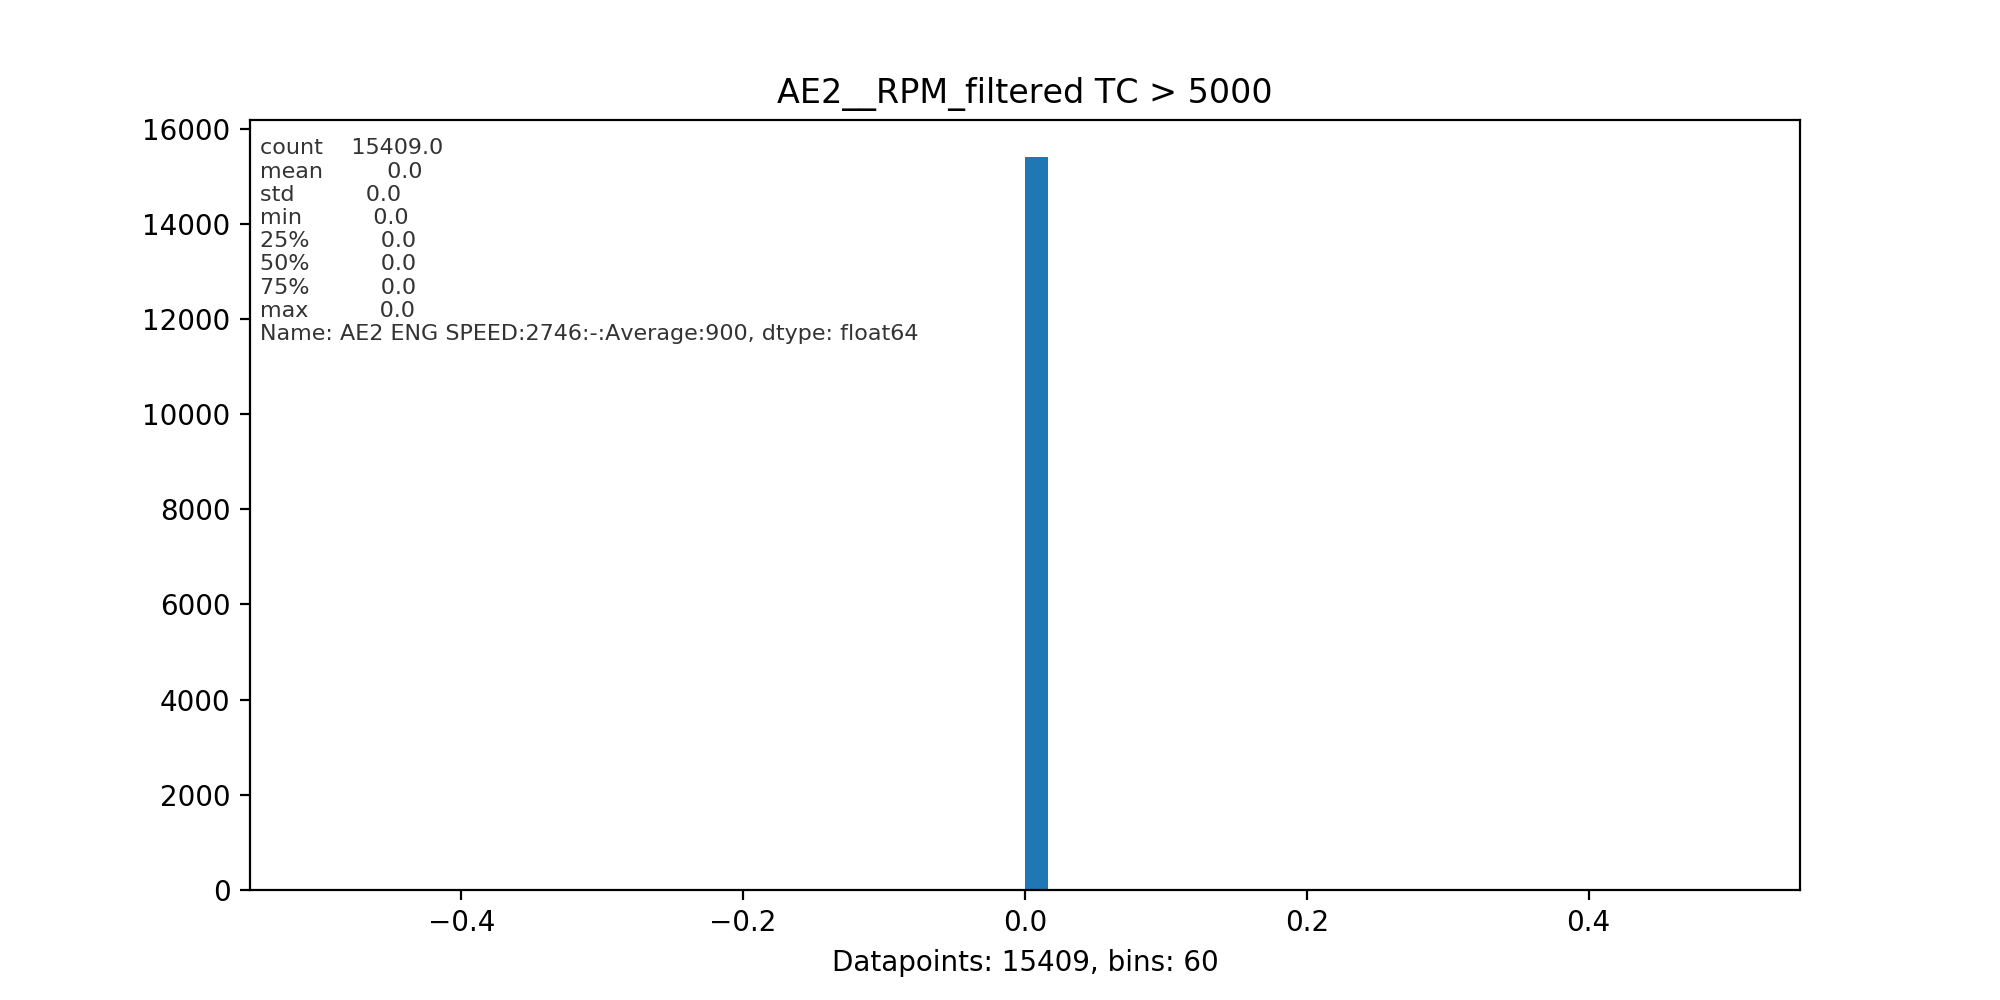 AE2__RPM_filtered TC > 5000
16000
14000
12000
10000
8000
6000
4000
2000
0
count 15409.0
mean 0.0
std 0.0
min 0.0
25% 0.0
50% 0.0
75% 0.0
max 0.0
Name: AE2 ENG SPEED:2746:-:Average:900, dtype: float64
−0.4 −0.2 0.0 0.2 0.4
Datapoints: 15409, bins: 60